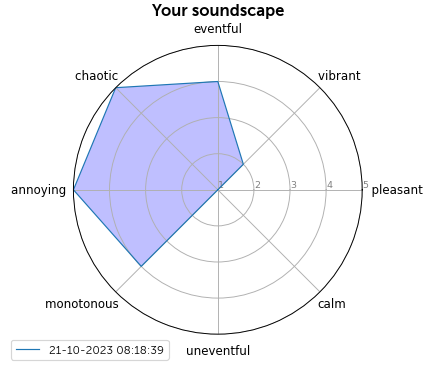 Your soundscape
eventful
chaotic
vibrant
annoying
1 2 3 4 5
pleasant
monotonous
calm
uneventful
21-10-2023 08:18:39